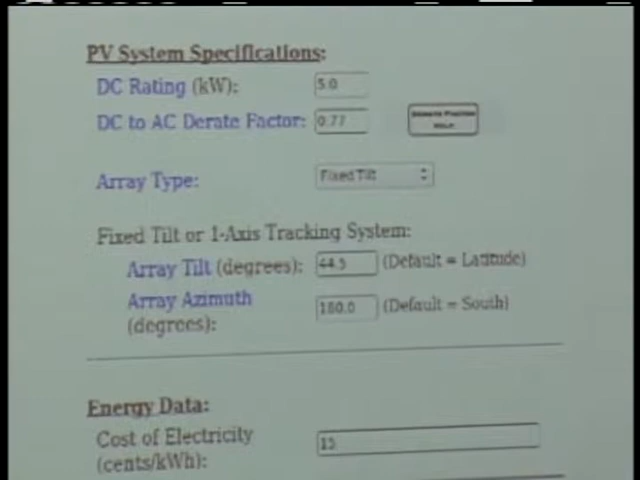 PV System Specifications:
DC Rating (kW): 5.0
DC to AC Derate Factor: 0.77
Array Type: Fixed Tilt
Fixed Tilt or 1-Axis Tracking System:
Array Tilt (degrees): 44.5 (Default = Latitude)
Array Azimuth
(degrees): 180.0 (Default = South)
Energy Data:
Cost of Electricity
(cents/kWh):